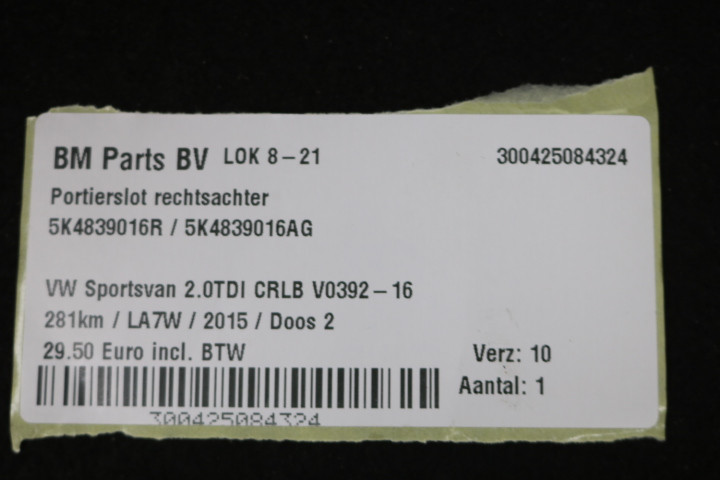 BM Parts BV LOK 8-21 300425084324
Portierslot rechtsachter
5K4839016R / 5K4839016AG
VW Sportsvan 2.0TDI CRLB V0392-16
281km / LA7W / 2015 / Doos 2
29.50 Euro incl. BTW Verz: 10
Aantal: 1
300425084324